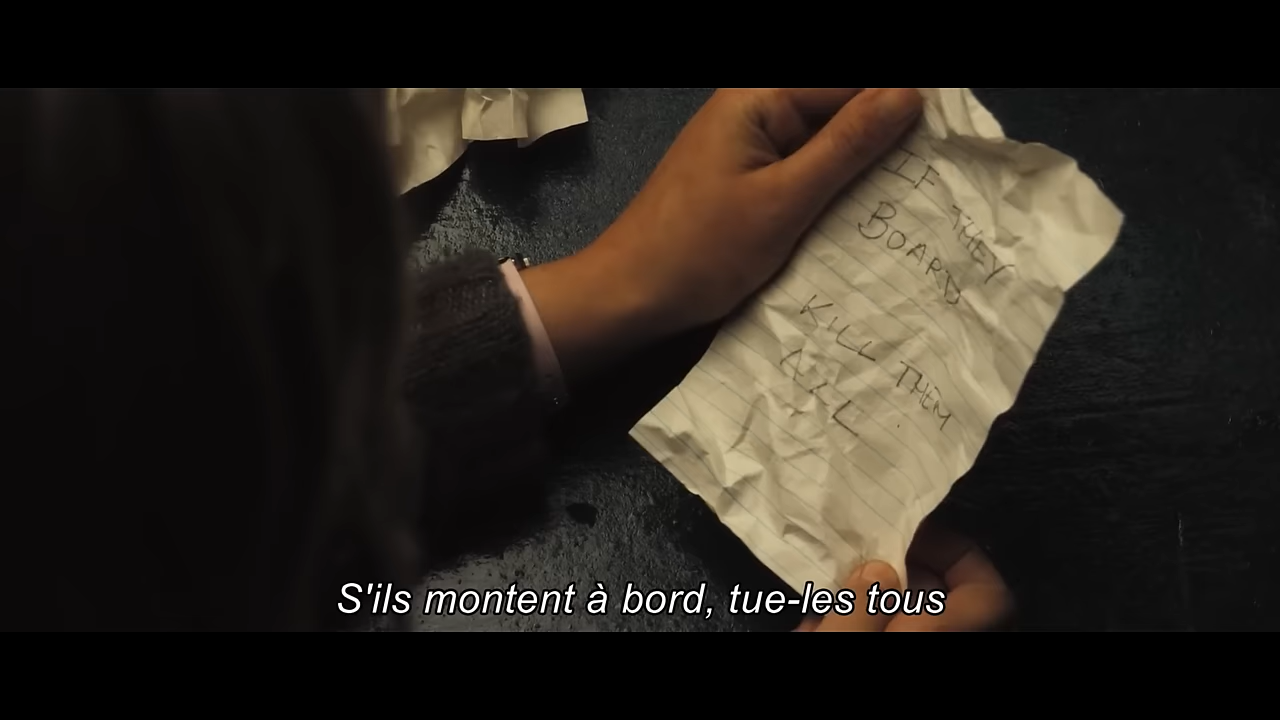 IF THEY
BOARD
KILL THEM
ALL.
S'ils montent à bord, tue-les tous